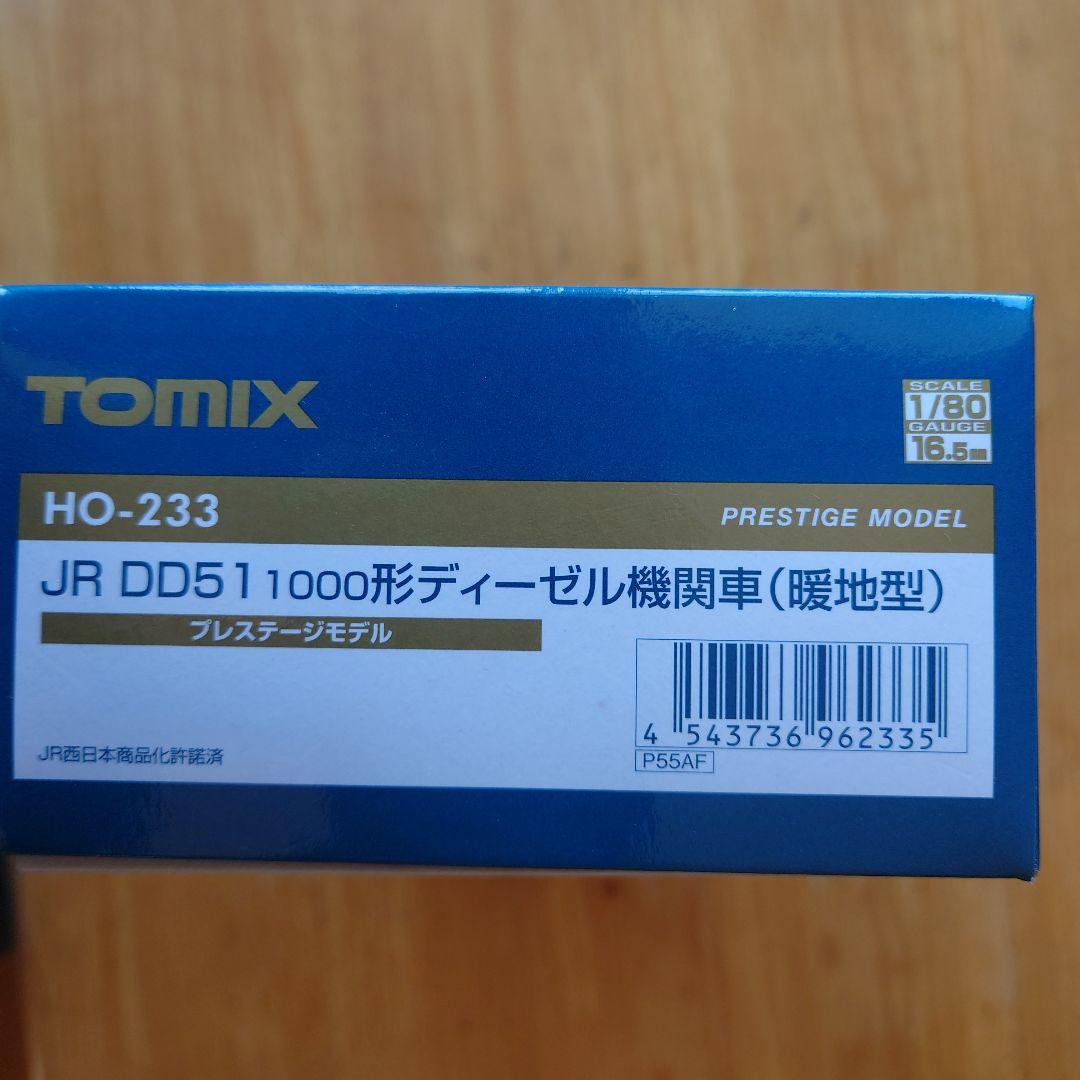 TOMIX
SCALE
1/80
GAUGE
16.5mm
HO-233
PRESTIGE MODEL
JR DD51 1000形ディーゼル機関車(暖地型)
プレステージモデル
4 543736 962335
P55AF
JR西日本商品化許諾済